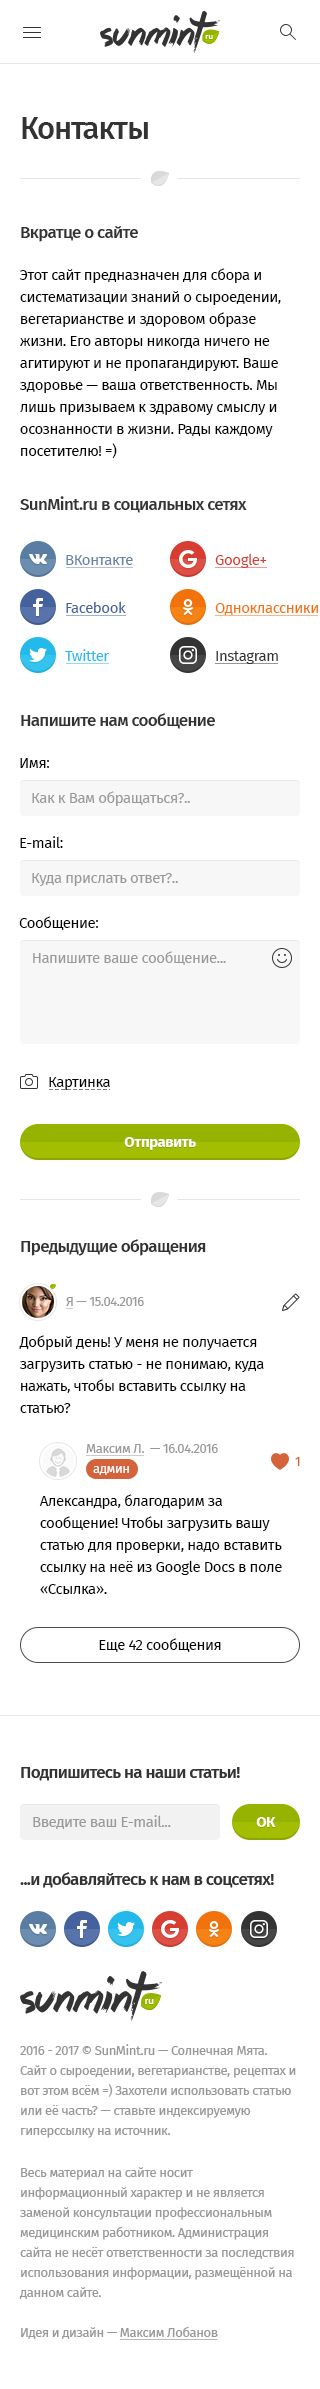 sunmint ru
Контакты
Вкратце о сайте
Этот сайт предназначен для сбора и
систематизации знаний о сыроедении,
вегетарианстве и здоровом образе
жизни. Его авторы никогда ничего не
агитируют и не пропагандируют. Ваше
здоровье — ваша ответственность. Мы
лишь призываем к здравому смыслу и
осознанности в жизни. Рады каждому
посетителю! =)
SunMint.ru в социальных сетях
ВКонтакте
Google+
Facebook
Одноклассники
Twitter
Instagram
Напишите нам сообщение
Имя:
Как к Вам обращаться?..
E-mail:
Куда прислать ответ?..
Сообщение:
Напишите ваше сообщение...
Картинка
Отправить
Предыдущие обращения
Я — 15.04.2016
Добрый день! У меня не получается
загрузить статью - не понимаю, куда
нажать, чтобы вставить ссылку на
статью?
Максим Л. — 16.04.2016
админ
1
Александра, благодарим за
сообщение! Чтобы загрузить вашу
статью для проверки, надо вставить
ссылку на неё из Google Docs в поле
«Ссылка».
Еще 42 сообщения
Подпишитесь на наши статьи!
Введите ваш E-mail...
ОК
...и добавляйтесь к нам в соцсетях!
sunmint ru
2016 - 2017 © SunMint.ru — Солнечная Мята.
Сайт о сыроедении, вегетарианстве, рецептах и
вот этом всём =) Захотели использовать статью
или её часть? — ставьте индексируемую
гиперссылку на источник.
Весь материал на сайте носит
информационный характер и не является
заменой консультации профессиональным
медицинским работником. Администрация
сайта не несёт ответственности за последствия
использования информации, размещённой на
данном сайте.
Идея и дизайн — Максим Лобанов